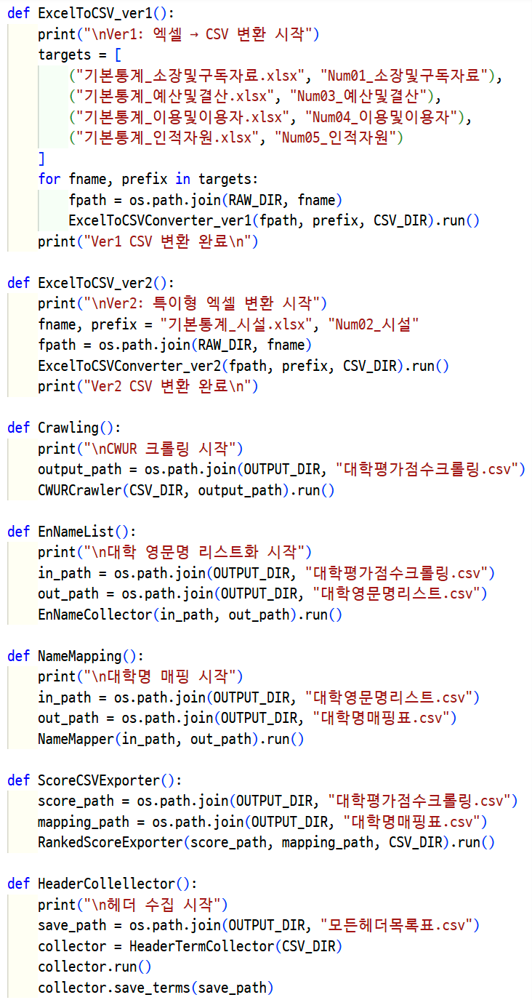 def ExcelToCSV_ver1():
    print("\nVer1: 엑셀 → CSV 변환 시작")
    targets = [
        ("기본통계_소장및구독자료.xlsx", "Num01_소장및구독자료"),
        ("기본통계_예산및결산.xlsx", "Num03_예산및결산"),
        ("기본통계_이용및이용자.xlsx", "Num04_이용및이용자"),
        ("기본통계_인적자원.xlsx", "Num05_인적자원")
    ]
    for fname, prefix in targets:
        fpath = os.path.join(RAW_DIR, fname)
        ExcelToCSVConverter_ver1(fpath, prefix, CSV_DIR).run()
    print("Ver1 CSV 변환 완료\n")

def ExcelToCSV_ver2():
    print("\nVer2: 특이형 엑셀 변환 시작")
    fname, prefix = "기본통계_시설.xlsx", "Num02_시설"
    fpath = os.path.join(RAW_DIR, fname)
    ExcelToCSVConverter_ver2(fpath, prefix, CSV_DIR).run()
    print("Ver2 CSV 변환 완료\n")

def Crawling():
    print("\nCWUR 크롤링 시작")
    output_path = os.path.join(OUTPUT_DIR, "대학평가점수크롤링.csv")
    CWURCrawler(CSV_DIR, output_path).run()

def EnNameList():
    print("\n대학 영문명 리스트화 시작")
    in_path = os.path.join(OUTPUT_DIR, "대학평가점수크롤링.csv")
    out_path = os.path.join(OUTPUT_DIR, "대학영문명리스트.csv")
    EnNameCollector(in_path, out_path).run()

def NameMapping():
    print("\n대학명 매핑 시작")
    in_path = os.path.join(OUTPUT_DIR, "대학영문명리스트.csv")
    out_path = os.path.join(OUTPUT_DIR, "대학명매핑표.csv")
    NameMapper(in_path, out_path).run()

def ScoreCSVExporter():
    score_path = os.path.join(OUTPUT_DIR, "대학평가점수크롤링.csv")
    mapping_path = os.path.join(OUTPUT_DIR, "대학명매핑표.csv")
    RankedScoreExporter(score_path, mapping_path, CSV_DIR).run()

def HeaderCollellector():
    print("\n헤더 수집 시작")
    save_path = os.path.join(OUTPUT_DIR, "모든헤더목록표.csv")
    collector = HeaderTermCollector(CSV_DIR)
    collector.run()
    collector.save_terms(save_path)